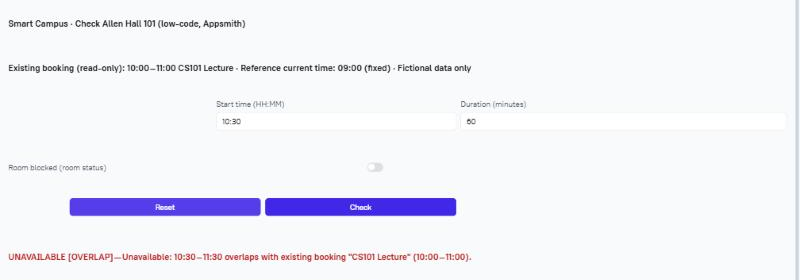 Smart Campus · Check Allen Hall 101 (low-code, Appsmith)
Existing booking (read-only): 10:00–11:00 CS101 Lecture · Reference current time: 09:00 (fixed) · Fictional data only
Start time (HH:MM) Duration (minutes)
10:30 60
Room blocked (room status)
Reset Check
UNAVAILABLE [OVERLAP]—Unavailable: 10:30–11:30 overlaps with existing booking "CS101 Lecture" (10:00–11:00).